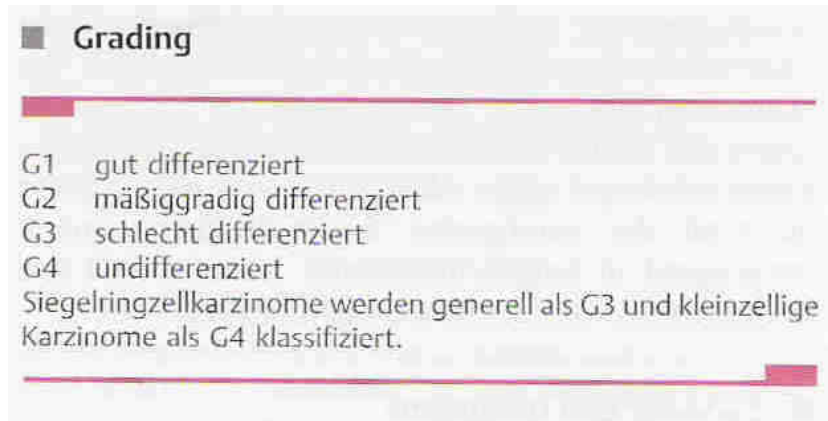 Grading
G1 gut differenziert
G2 mäßiggradig differenziert
G3 schlecht differenziert
G4 undifferenziert
Siegelringzellkarzinome werden generell als G3 und kleinzellige
Karzinome als G4 klassifiziert.